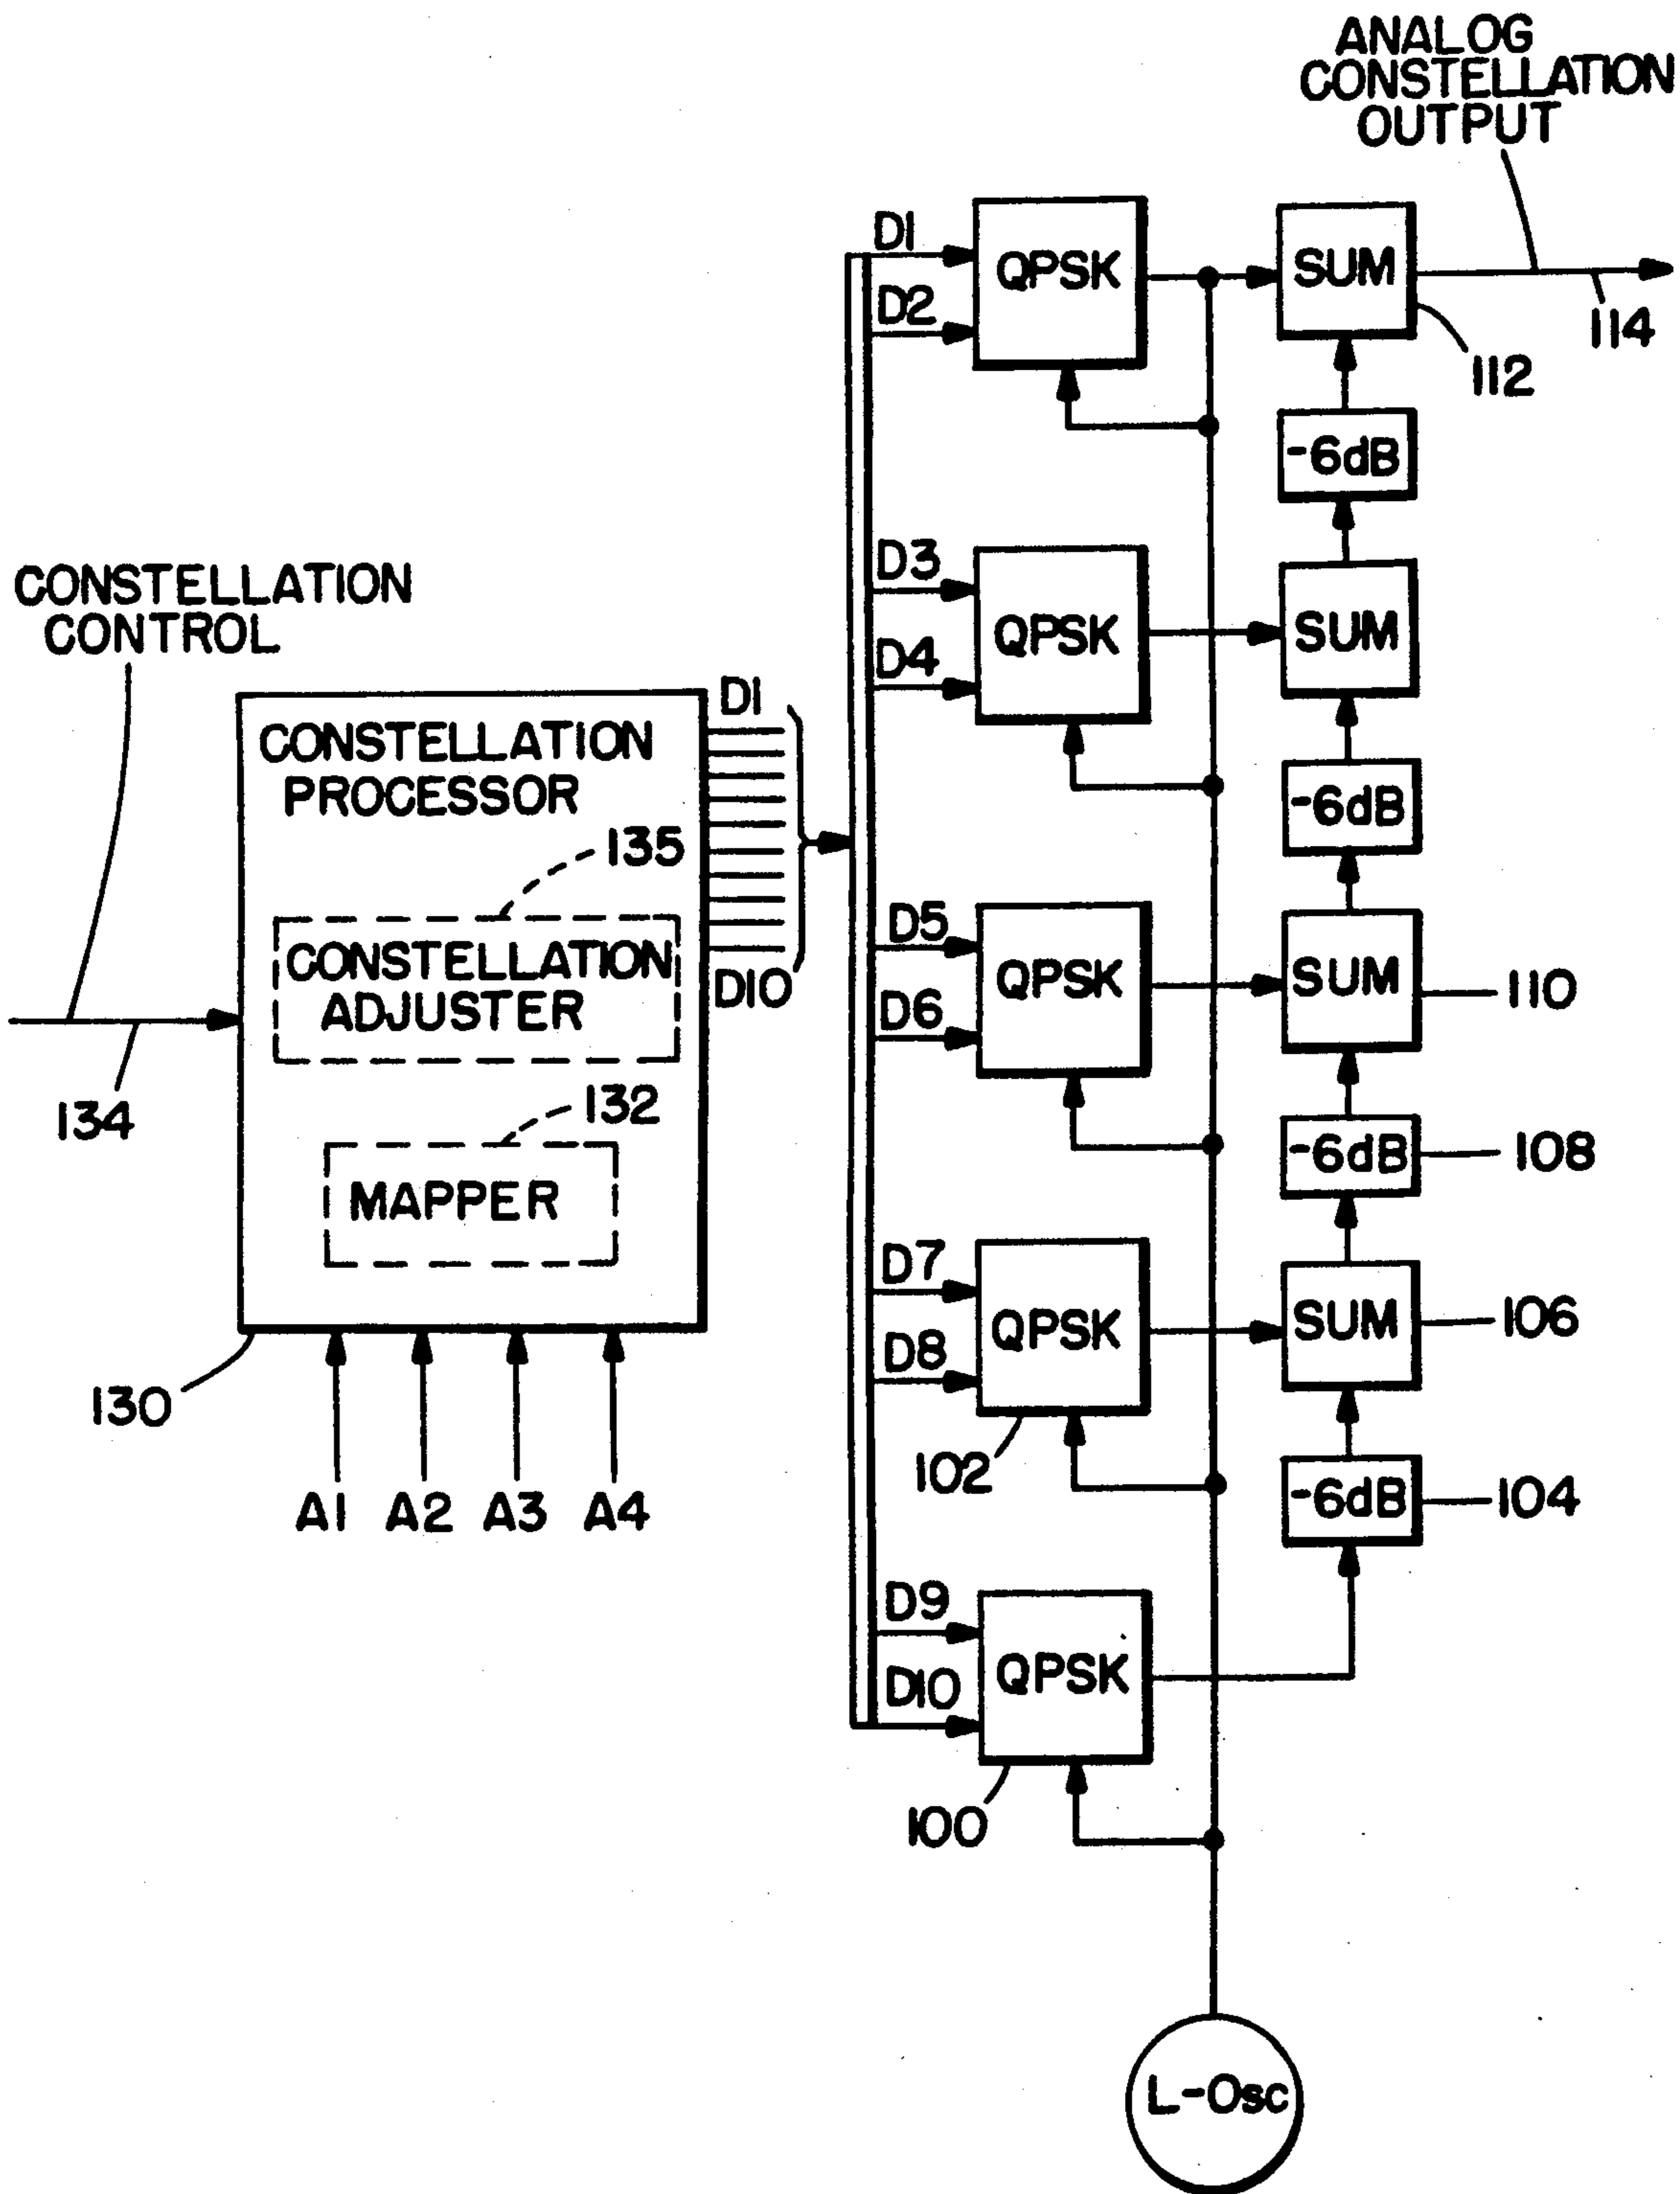 ANALOG
CONSTELLATION
OUTPUT
D1
QPSK
SUM
D2
114
112
-6dB
D3
CONSTELLATION
CONTROL
QPSK
SUM
D4
D1
CONSTELLATION
PROCESSOR
-6dB
135
D5
CONSTELLATION
ADJUSTER
D10
QPSK
SUM
110
D6
134
132
-6dB
108
MAPPER
D7
QPSK
SUM
106
D8
130
102
A1 A2 A3 A4
-6dB
104
D9
QPSK
D10
100
L-Osc